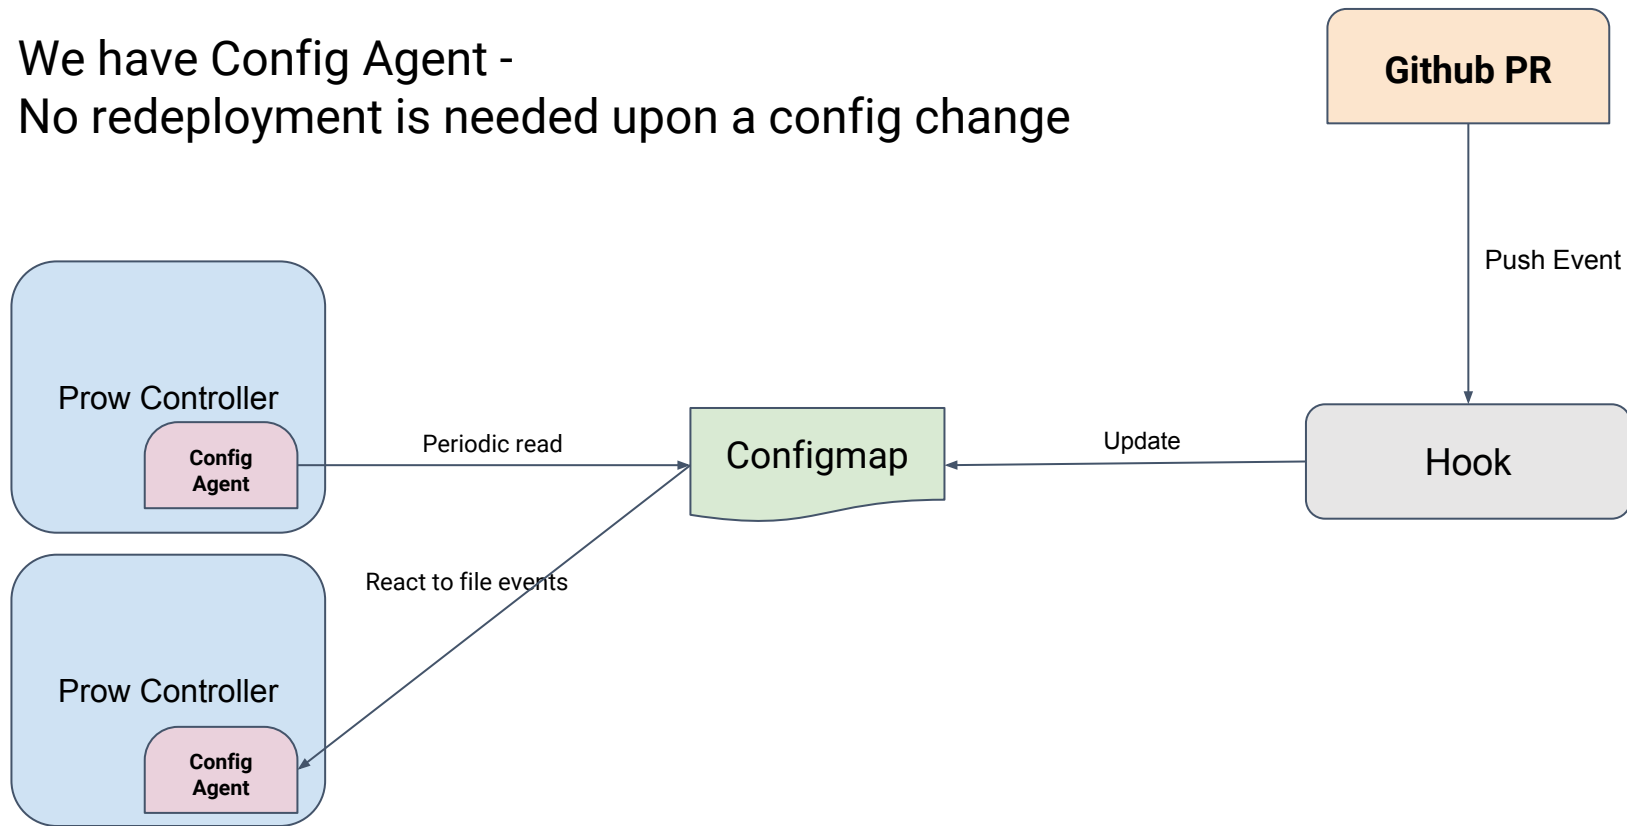 We have Config Agent -
No redeployment is needed upon a config change
Github PR
Push Event
Prow Controller
Config
Agent
Periodic read
Configmap
Update
Hook
React to file events
Prow Controller
Config
Agent